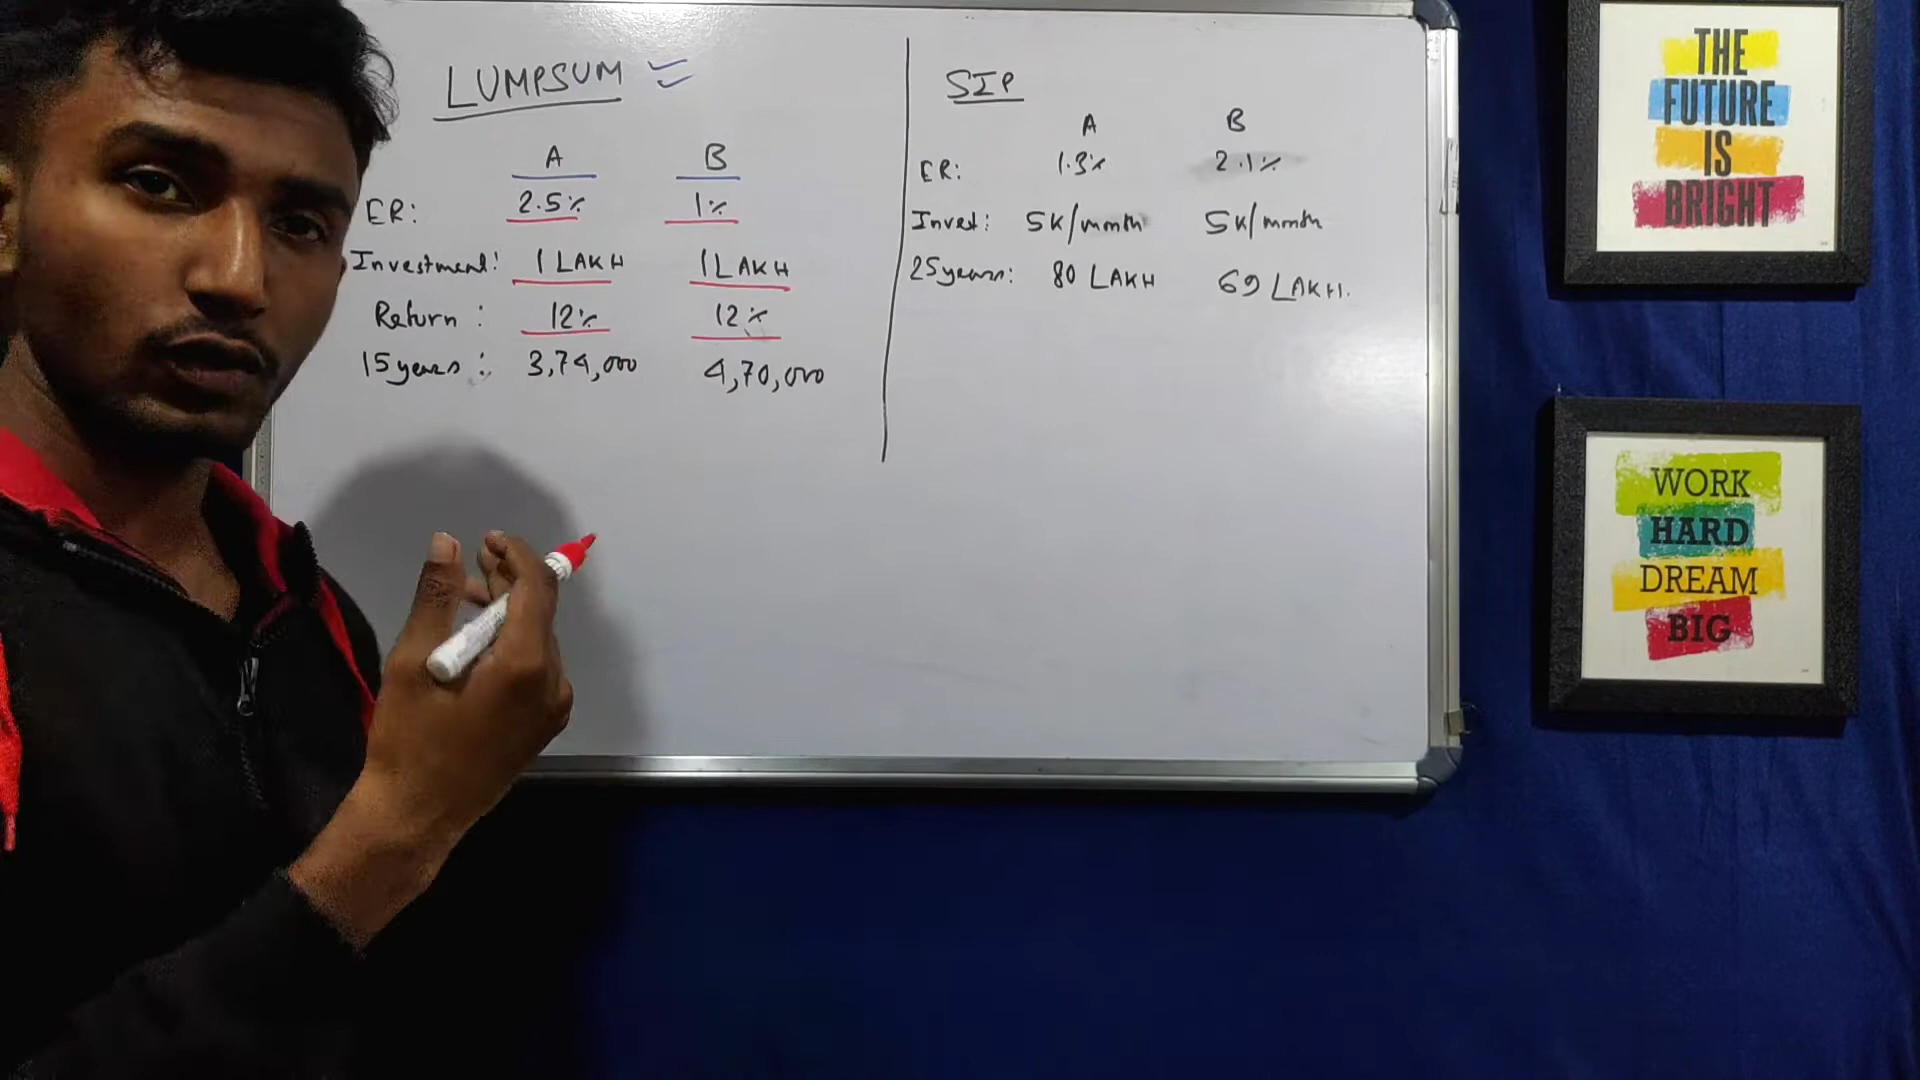 LUMPSUM
A B
ER: 2.5% 1%
Investment: 1 LAKH 1 LAKH
Return: 12% 12%
15 years: 3,74,000 4,70,000
SIP
A B
ER: 1.3% 2.1%
Invest: 5K/month 5K/month
25 years: 80 LAKH 69 LAKH.
THE
FUTURE
IS
BRIGHT
WORK
HARD
DREAM
BIG